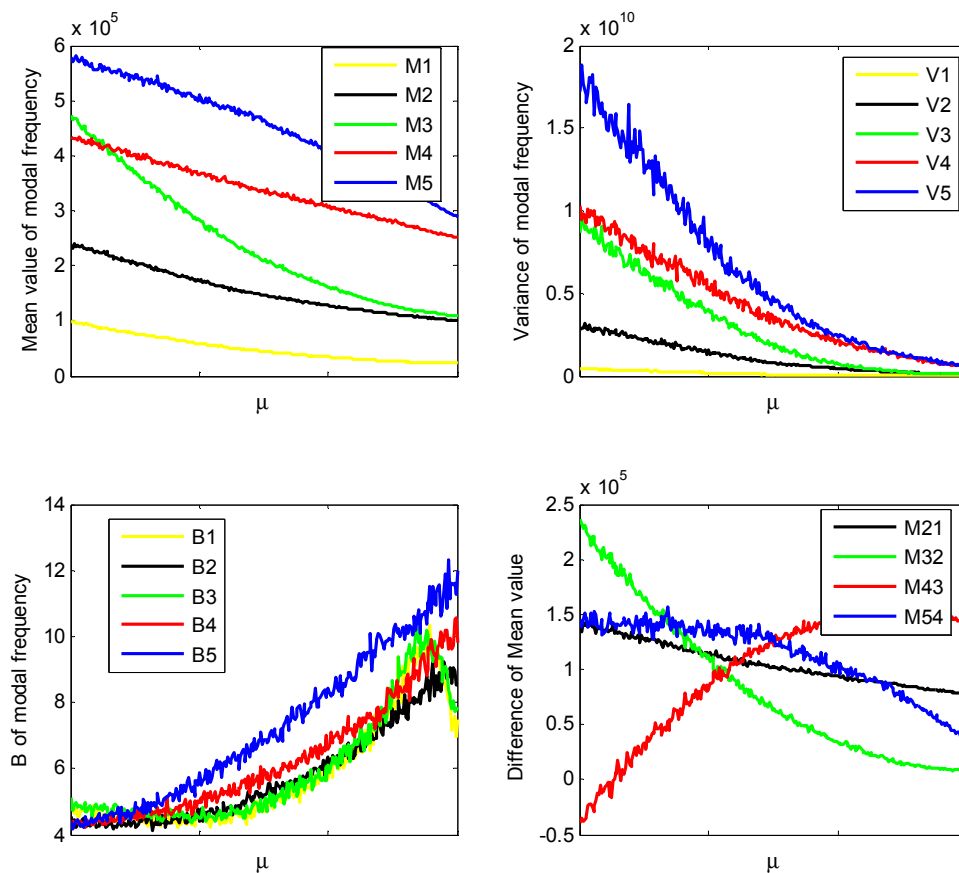 x 10^5
6
5
4
3
2
1
0
Mean value of modal frequency
M1
M2
M3
M4
M5
μ
x 10^10
2
1.5
1
0.5
0
Variance of modal frequency
V1
V2
V3
V4
V5
μ
14
12
10
8
6
4
B of modal frequency
B1
B2
B3
B4
B5
μ
x 10^5
2.5
2
1.5
1
0.5
0
-0.5
Difference of Mean value
M21
M32
M43
M54
μ